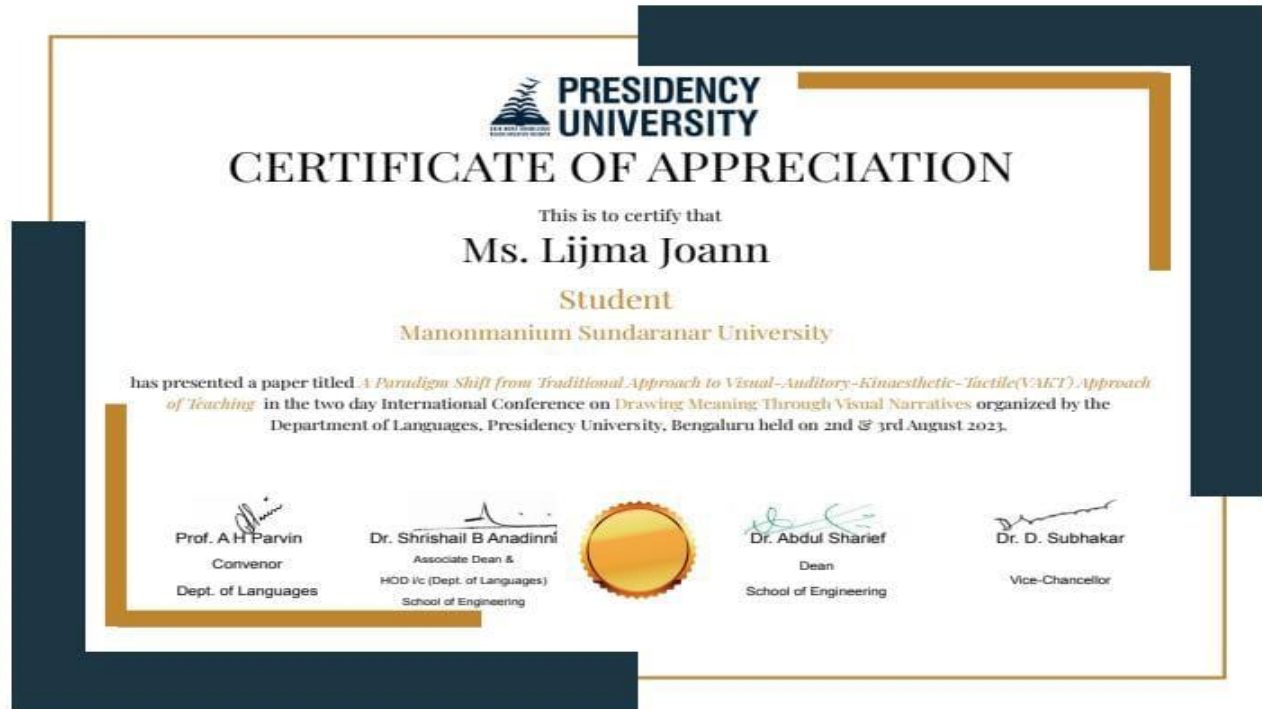 PRESIDENCY
UNIVERSITY
CERTIFICATE OF APPRECIATION
This is to certify that
Ms. Lijma Joann
Student
Manonmanium Sundaranar University
has presented a paper titled A Paradigm Shift from Traditional Approach to Visual-Auditory-Kinaesthetic-Tactile(VAKT) Approach
of Teaching in the two day International Conference on Drawing Meaning Through Visual Narratives organized by the
Department of Languages, Presidency University, Bengaluru held on 2nd & 3rd August 2023.
Prof. A H Parvin
Convenor
Dept. of Languages
Dr. Shrishail B Anadinni
Associate Dean &
HOD i/c (Dept. of Languages)
School of Engineering
Dr. Abdul Sharief
Dean
School of Engineering
Dr. D. Subhakar
Vice-Chancellor